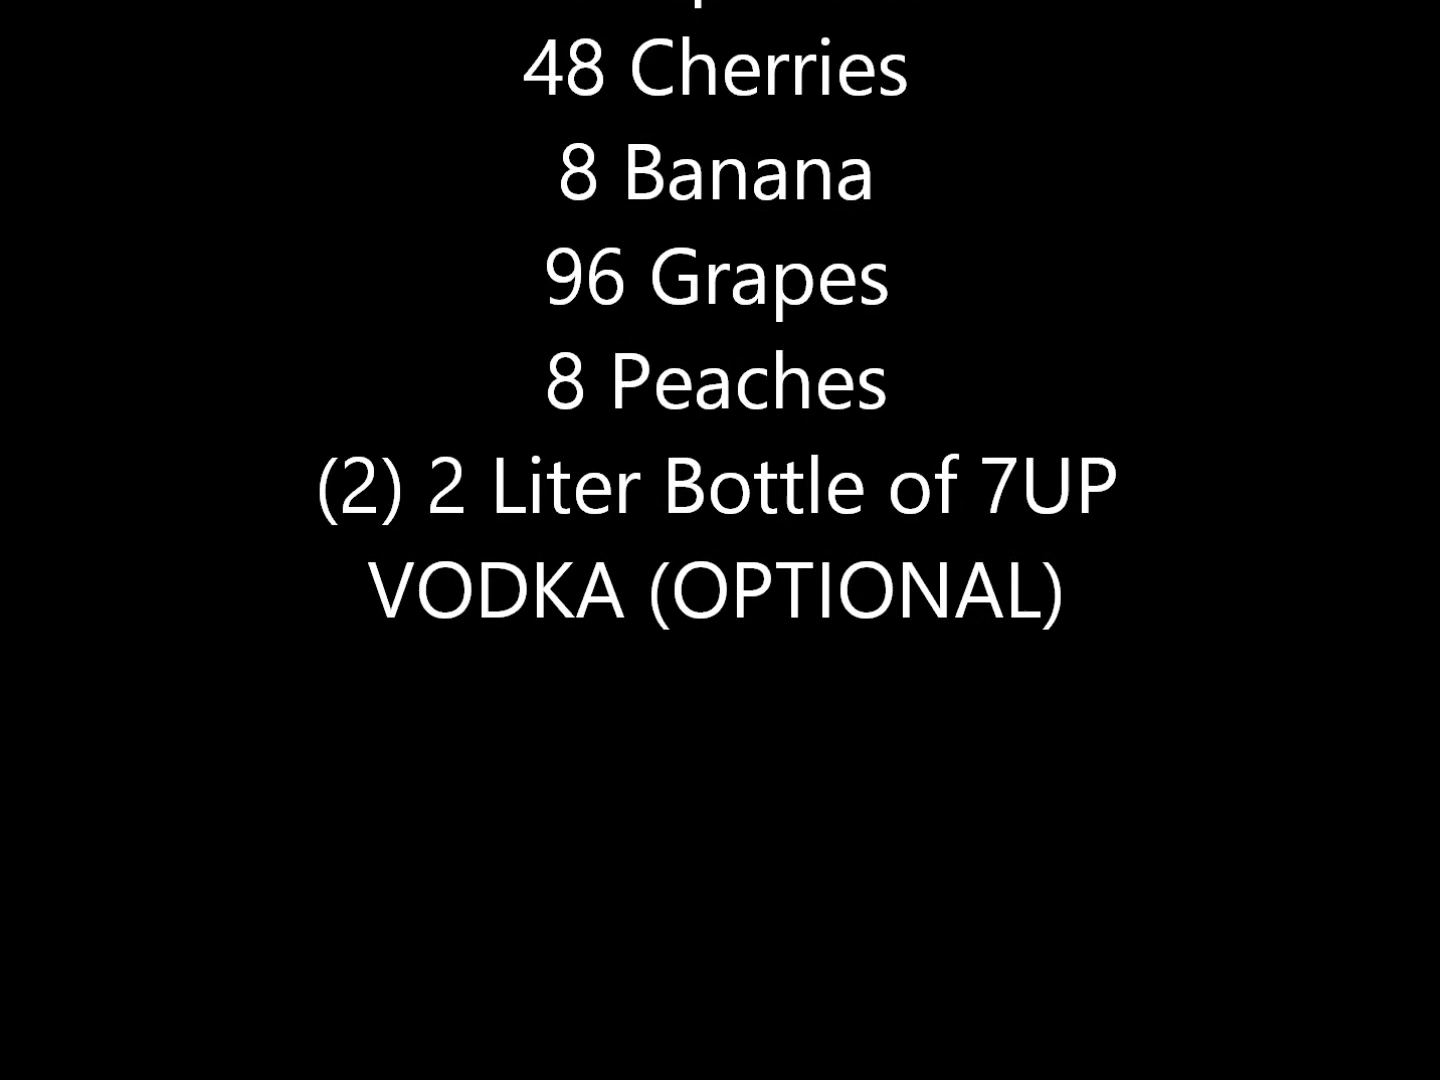 48 Cherries
8 Banana
96 Grapes
8 Peaches
(2) 2 Liter Bottle of 7UP
VODKA (OPTIONAL)